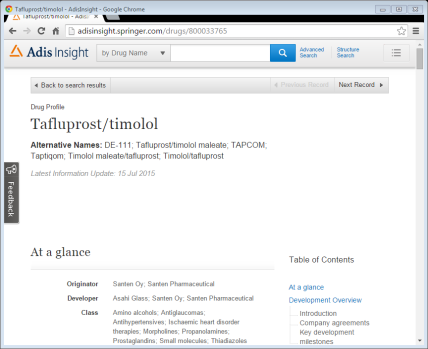 Tafluprost/timolol - AdisInsight - Google Chrome
Tafluprost/timolol - Adis
adisinsight.springer.com/drugs/800033765
Adis Insight
by Drug Name
Advanced Search
Structure Search
Back to search results
Previous Record
Next Record
Drug Profile
Tafluprost/timolol
Alternative Names: DE-111; Tafluprost/timolol maleate; TAPCOM;
Taptiqom; Timolol maleate/tafluprost; Timolol/tafluprost
Latest Information Update: 15 Jul 2015
Feedback
At a glance
Originator Santen Oy; Santen Pharmaceutical
Developer Asahi Glass; Santen Oy; Santen Pharmaceutical
Class Amino alcohols; Antiglaucomas;
Antihypertensives; Ischaemic heart disorder
therapies; Morpholines; Propanolamines;
Prostaglandins; Small molecules; Thiadiazoles
Table of Contents
At a glance
Development Overview
Introduction
Company agreements
Key development
milestones